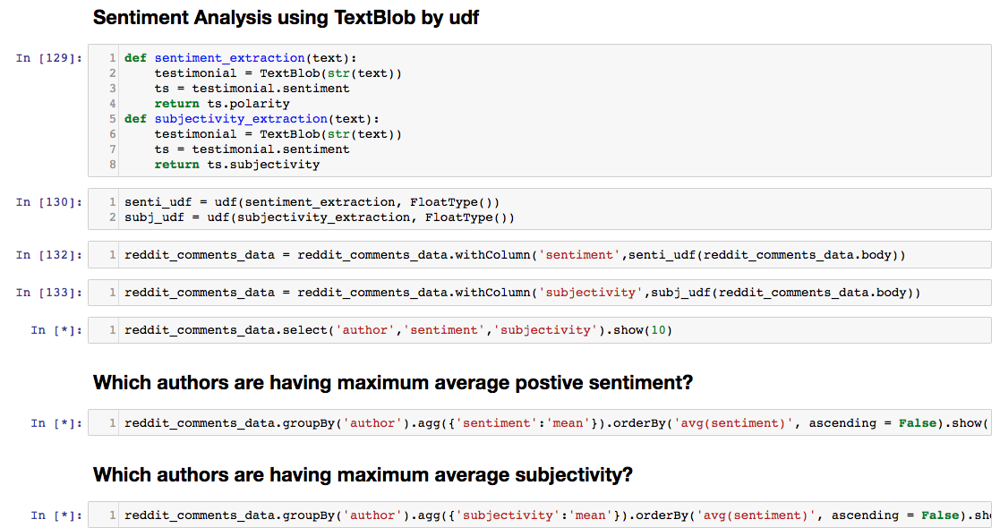 Sentiment Analysis using TextBlob by udf
In [129]:
1 def sentiment_extraction(text):
2     testimonial = TextBlob(str(text))
3     ts = testimonial.sentiment
4     return ts.polarity
5 def subjectivity_extraction(text):
6     testimonial = TextBlob(str(text))
7     ts = testimonial.sentiment
8     return ts.subjectivity
In [130]:
1 senti_udf = udf(sentiment_extraction, FloatType())
2 subj_udf = udf(subjectivity_extraction, FloatType())
In [132]: 1 reddit_comments_data = reddit_comments_data.withColumn('sentiment',senti_udf(reddit_comments_data.body))
In [133]: 1 reddit_comments_data = reddit_comments_data.withColumn('subjectivity',subj_udf(reddit_comments_data.body))
In [*]: 1 reddit_comments_data.select('author','sentiment','subjectivity').show(10)
Which authors are having maximum average postive sentiment?
In [*]: 1 reddit_comments_data.groupBy('author').agg({'sentiment':'mean'}).orderBy('avg(sentiment)', ascending = False).show(
Which authors are having maximum average subjectivity?
In [*]: 1 reddit_comments_data.groupBy('author').agg({'subjectivity':'mean'}).orderBy('avg(sentiment)', ascending = False).sh